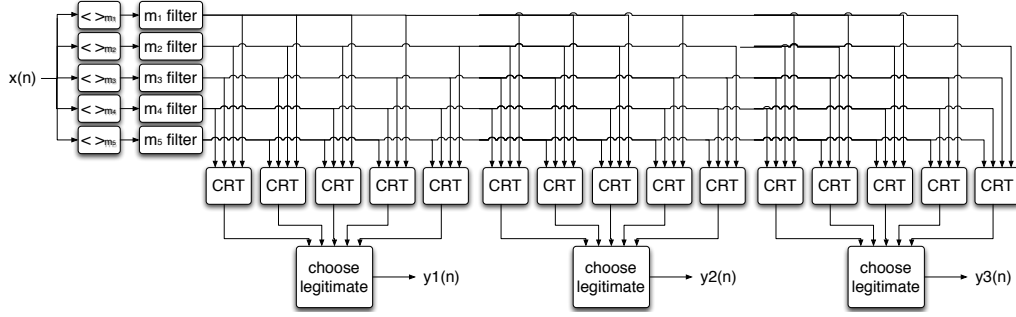 x(n)
< >m₁ m₁ filter
< >m₂ m₂ filter
< >m₃ m₃ filter
< >m₄ m₄ filter
< >m₅ m₅ filter
CRT CRT CRT CRT CRT CRT CRT CRT CRT CRT CRT CRT CRT CRT CRT
choose legitimate y1(n)
choose legitimate y2(n)
choose legitimate y3(n)